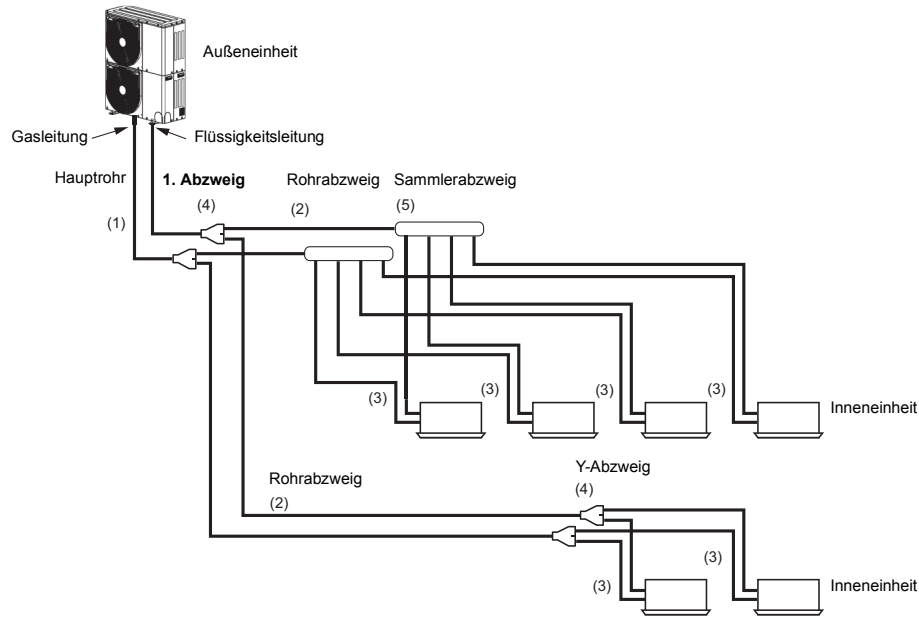 Außeneinheit
Gasleitung
Flüssigkeitsleitung
Hauptrohr
1. Abzweig
Rohrabzweig
Sammlerabzweig
(1)
(4)
(2)
(5)
(3)
(3)
(3)
(3)
Inneneinheit
Rohrabzweig
(2)
Y-Abzweig
(4)
(3)
(3)
Inneneinheit